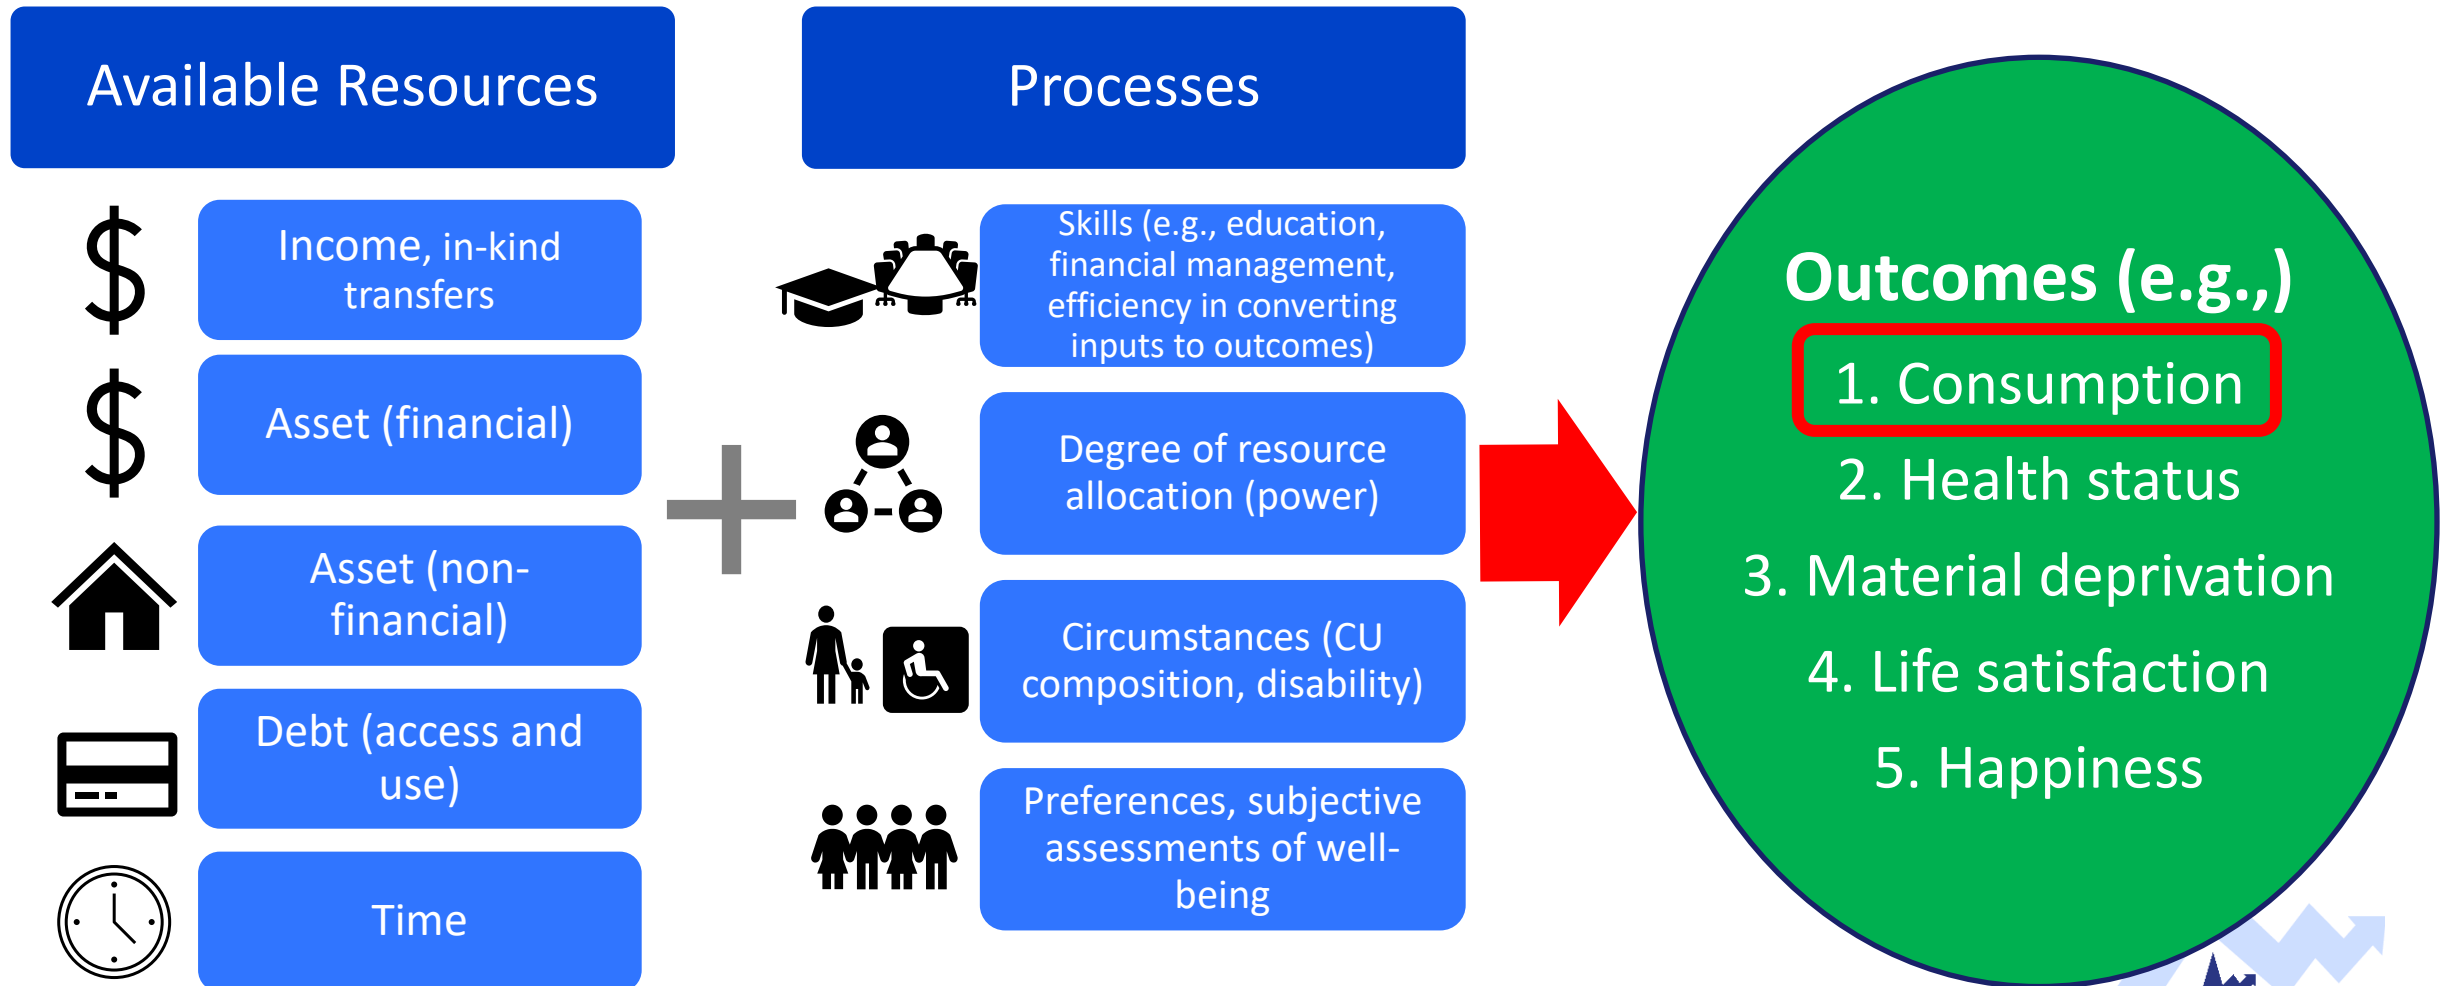 Available Resources
Income, in-kind
transfers
Asset (financial)
Asset (non-
financial)
Debt (access and
use)
Time
Processes
Skills (e.g., education,
financial management,
efficiency in converting
inputs to outcomes)
Degree of resource
allocation (power)
Circumstances (CU
composition, disability)
Preferences, subjective
assessments of well-
being
Outcomes (e.g.,)
1. Consumption
2. Health status
3. Material deprivation
4. Life satisfaction
5. Happiness